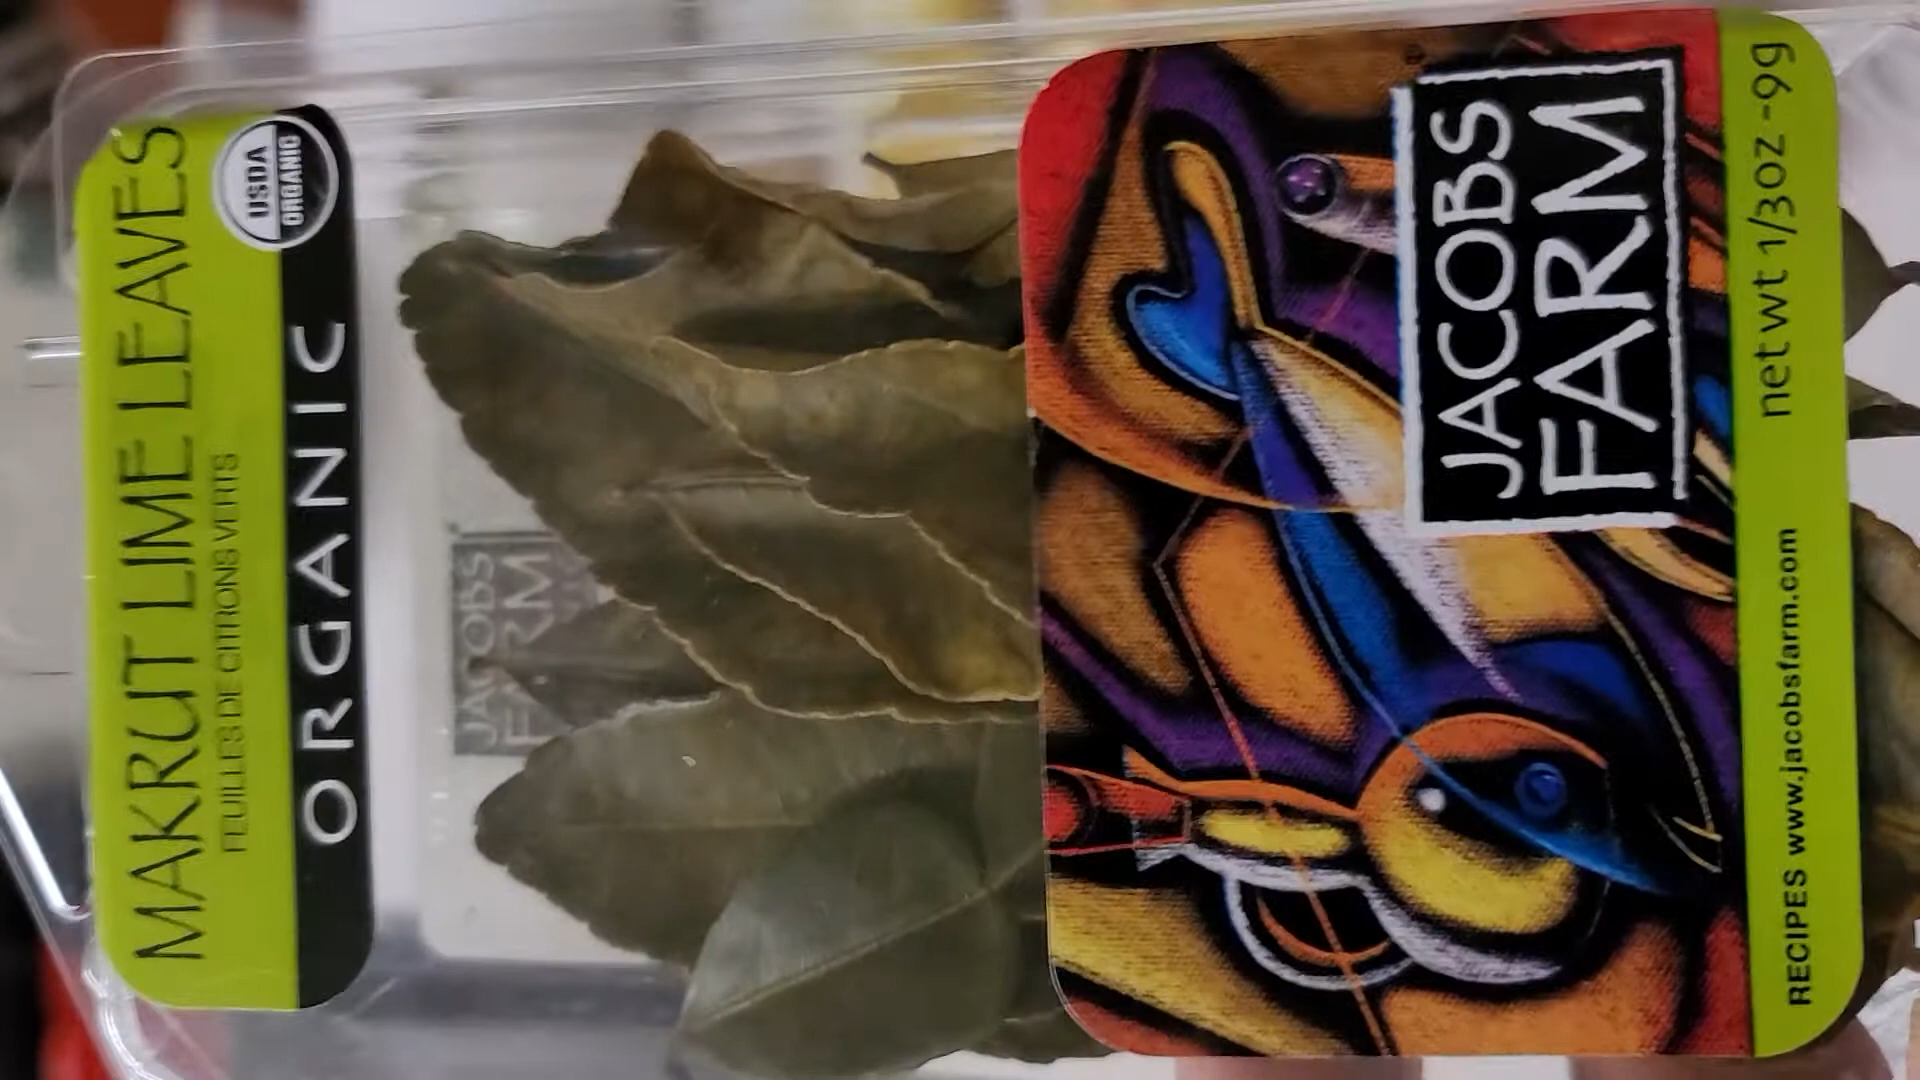 MAKRUT LIME LEAVES
FEUILLES DE CITRONS VERTS
USDA
ORGANIC
ORGANIC
JACOBS
FARM
JACOBS
FARM
RECIPES www.jacobsfarm.com net wt 1/3oz - 9g